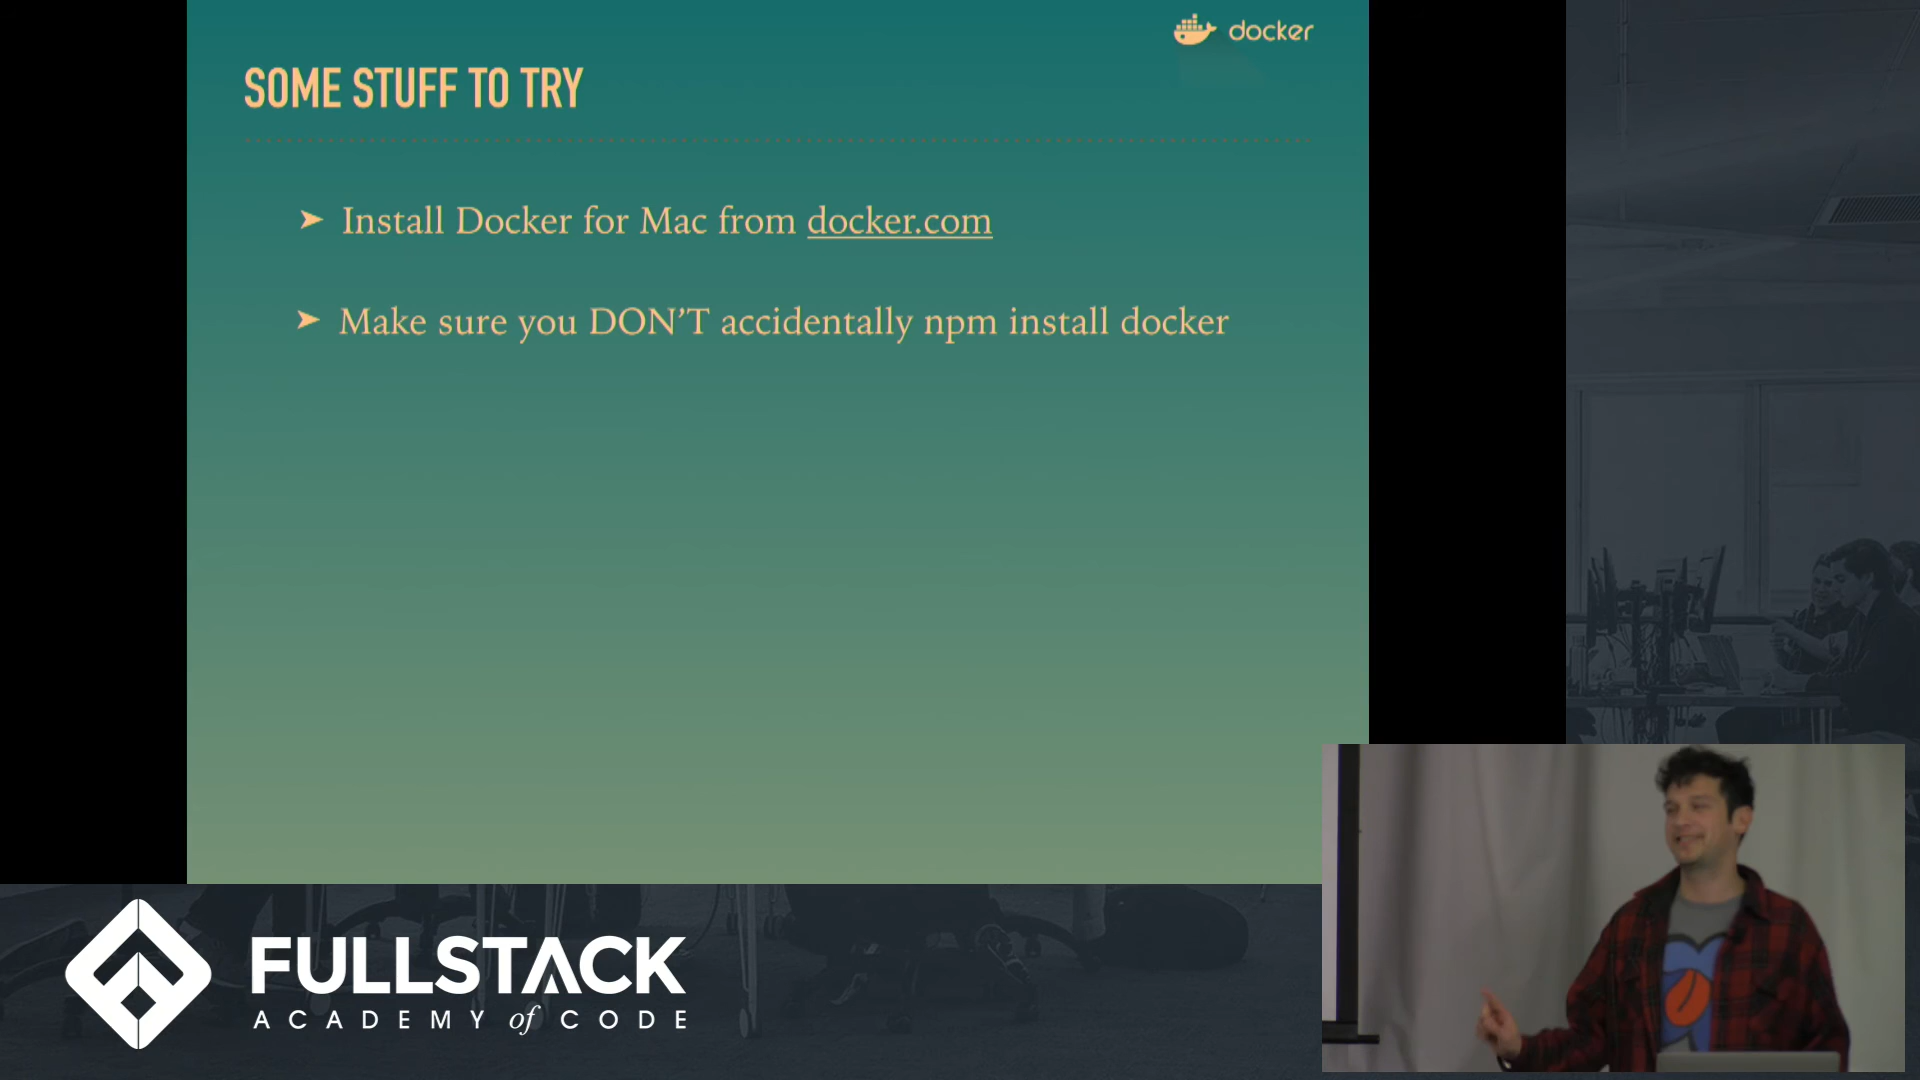 docker
SOME STUFF TO TRY
➤ Install Docker for Mac from docker.com
➤ Make sure you DON’T accidentally npm install docker
FULLSTACK
ACADEMY of CODE